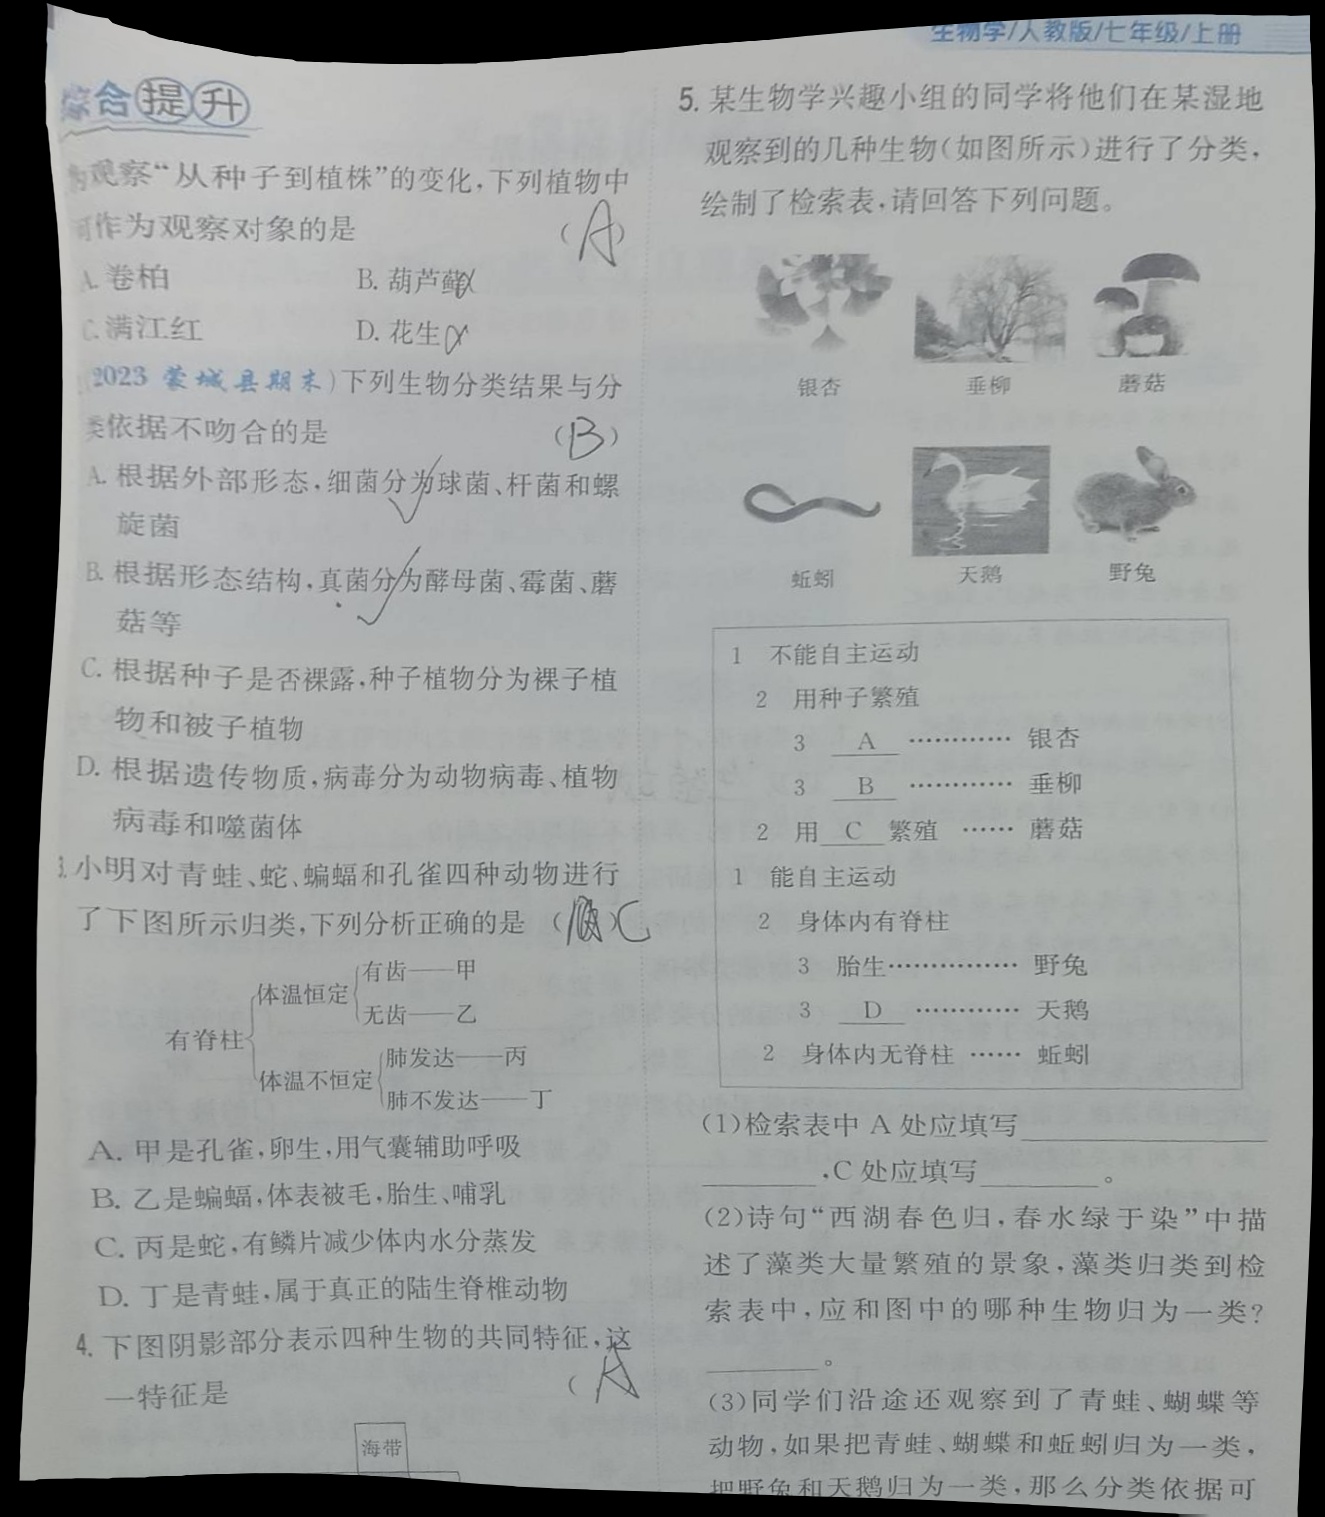 生物学/人教版/七年级/上册
综合提升
观察“从种子到植株”的变化,下列植物中
可作为观察对象的是 (A)
A. 卷柏 B. 葫芦藓
C. 满江红 D. 花生
(2023 蒙城县期末)下列生物分类结果与分
类依据不吻合的是 (B)
A. 根据外部形态,细菌分为球菌、杆菌和螺
旋菌
B. 根据形态结构,真菌分为酵母菌、霉菌、蘑
菇等
C. 根据种子是否裸露,种子植物分为裸子植
物和被子植物
D. 根据遗传物质,病毒分为动物病毒、植物
病毒和噬菌体
3. 小明对青蛙、蛇、蝙蝠和孔雀四种动物进行
了下图所示归类,下列分析正确的是 ( )C
有脊柱
体温恒定
有齿——甲
无齿——乙
体温不恒定
肺发达——丙
肺不发达——丁
A. 甲是孔雀,卵生,用气囊辅助呼吸
B. 乙是蝙蝠,体表被毛,胎生、哺乳
C. 丙是蛇,有鳞片减少体内水分蒸发
D. 丁是青蛙,属于真正的陆生脊椎动物
4. 下图阴影部分表示四种生物的共同特征,这
一特征是 (A
海带
5. 某生物学兴趣小组的同学将他们在某湿地
观察到的几种生物(如图所示)进行了分类,
绘制了检索表,请回答下列问题。
银杏 垂柳 蘑菇
蚯蚓 天鹅 野兔
1 不能自主运动
2 用种子繁殖
3 A ………… 银杏
3 B ………… 垂柳
2 用 C 繁殖 …… 蘑菇
1 能自主运动
2 身体内有脊柱
3 胎生…………… 野兔
3 D ………… 天鹅
2 身体内无脊柱 …… 蚯蚓
(1)检索表中 A 处应填写____________
______,C 处应填写______。
(2)诗句“西湖春色归,春水绿于染”中描
述了藻类大量繁殖的景象,藻类归类到检
索表中,应和图中的哪种生物归为一类?
______。
(3)同学们沿途还观察到了青蛙、蝴蝶等
动物,如果把青蛙、蝴蝶和蚯蚓归为一类,
把野兔和天鹅归为一类,那么分类依据可